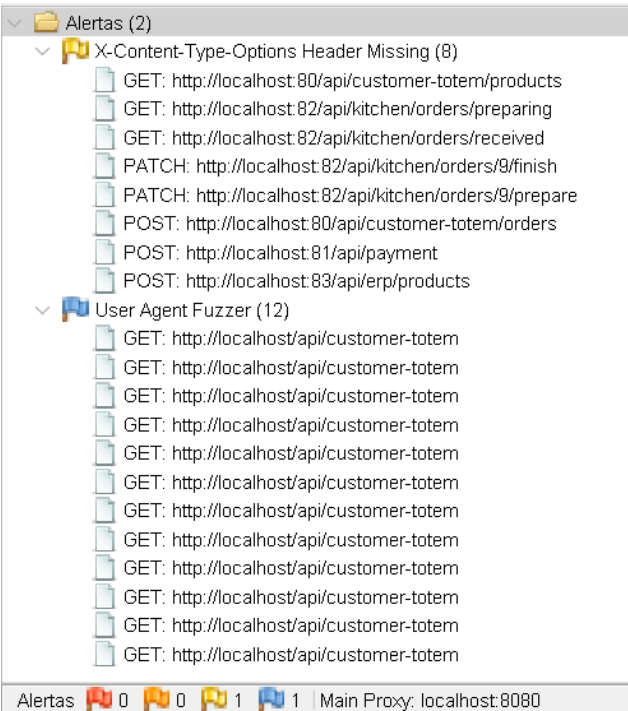 Alertas (2)
X-Content-Type-Options Header Missing (8)
GET: http://localhost:80/api/customer-totem/products
GET: http://localhost:82/api/kitchen/orders/preparing
GET: http://localhost:82/api/kitchen/orders/received
PATCH: http://localhost:82/api/kitchen/orders/9/finish
PATCH: http://localhost:82/api/kitchen/orders/9/prepare
POST: http://localhost:80/api/customer-totem/orders
POST: http://localhost:81/api/payment
POST: http://localhost:83/api/erp/products
User Agent Fuzzer (12)
GET: http://localhost/api/customer-totem
GET: http://localhost/api/customer-totem
GET: http://localhost/api/customer-totem
GET: http://localhost/api/customer-totem
GET: http://localhost/api/customer-totem
GET: http://localhost/api/customer-totem
GET: http://localhost/api/customer-totem
GET: http://localhost/api/customer-totem
GET: http://localhost/api/customer-totem
GET: http://localhost/api/customer-totem
GET: http://localhost/api/customer-totem
GET: http://localhost/api/customer-totem
Alertas 0 0 1 1 Main Proxy: localhost:8080